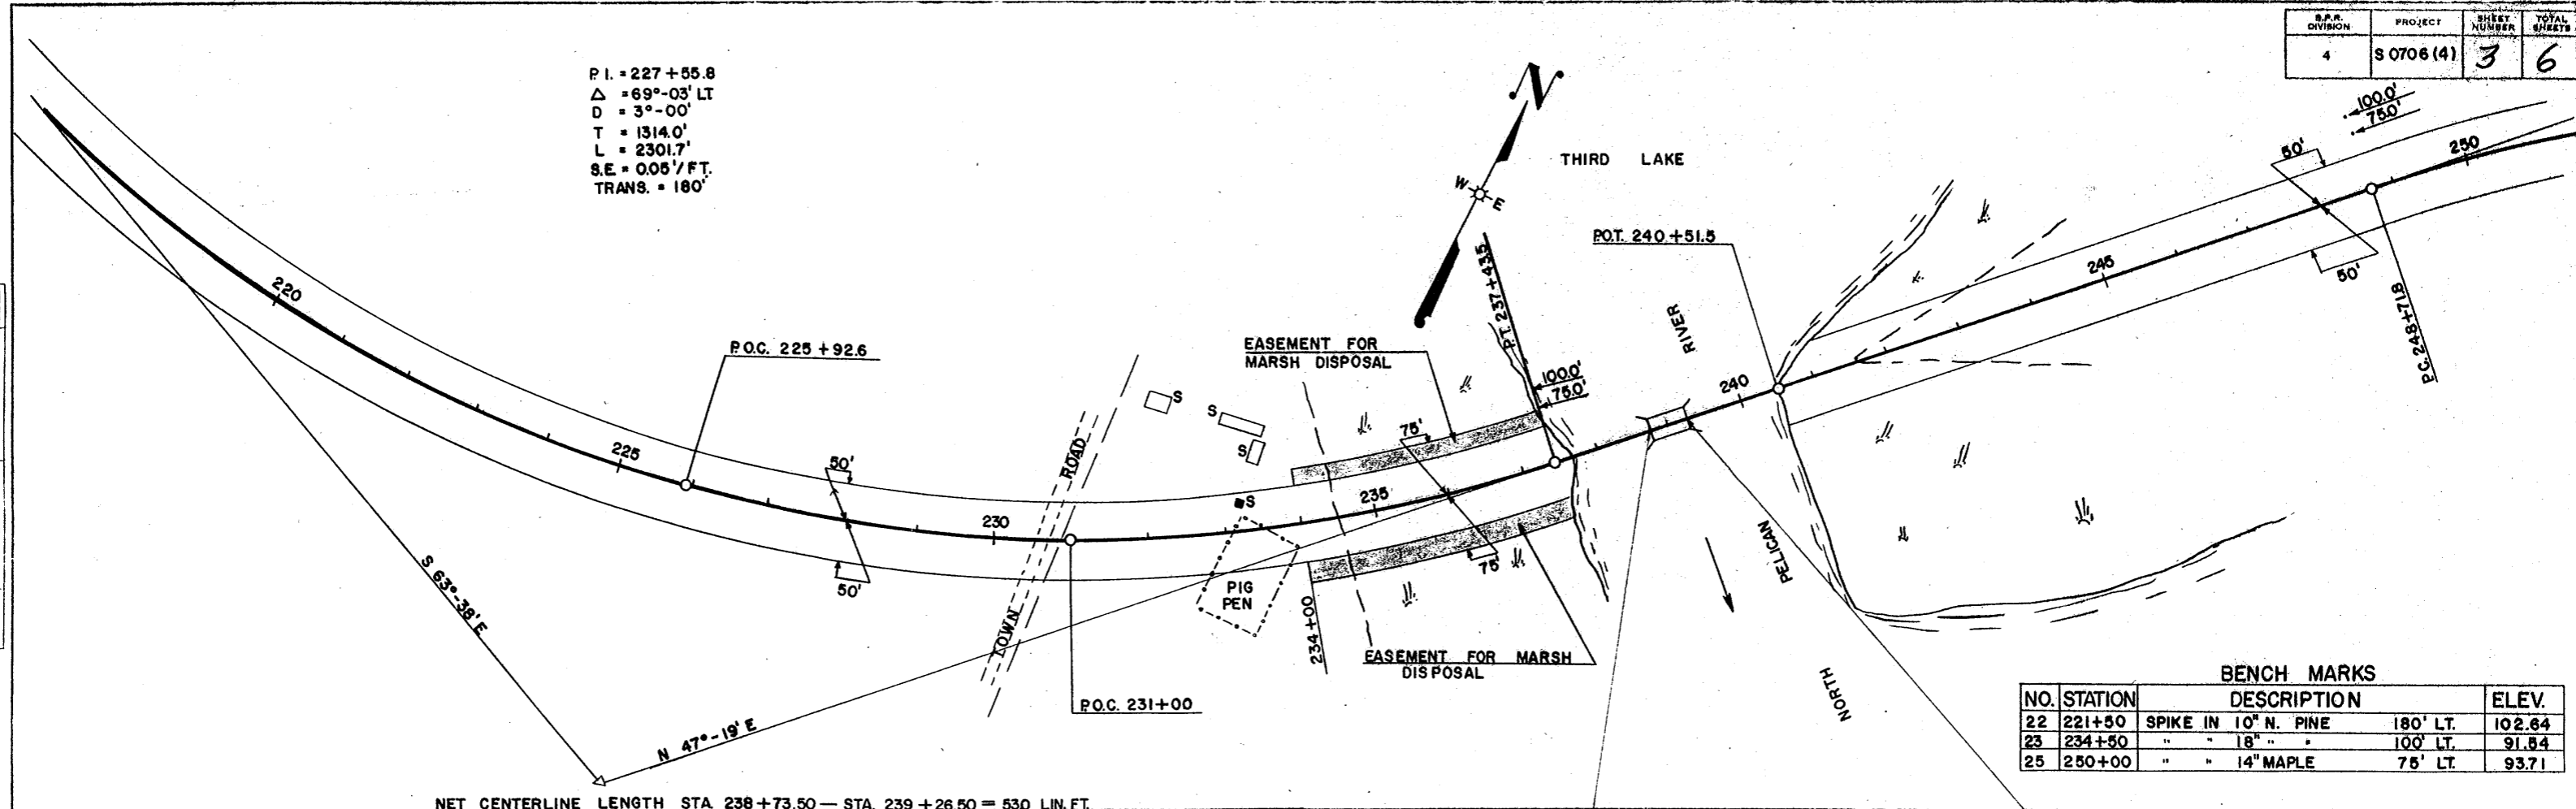 B.P.R. DIVISION PROJECT SHEET NUMBER TOTAL SHEETS
4 S 0706 (4) 3 6
P.I. = 227+55.8
Δ = 69°-03' LT
D = 3°-00'
T = 1314.0'
L = 2301.7'
S.E. = 0.05'/FT.
TRANS. = 180'
N
W E
THIRD LAKE
100.0'
75.0'
50'
250
P.O.T. 240+51.5
245
50'
P.C. 248+71.8
220
P.T. 237+43.5
RIVER
P.O.C. 225+92.6
EASEMENT FOR
MARSH DISPOSAL
100.0'
75.0'
240
S
S
S
ROAD
75'
225
50'
235
S
230
50'
75'
PIG
PEN
PELICAN
S 63°-38' E
TOWN
234+00
EASEMENT FOR MARSH
DISPOSAL
NORTH
P.O.C. 231+00
N 47°-19' E
BENCH MARKS
NO. STATION DESCRIPTION ELEV.
22 221+50 SPIKE IN 10" N. PINE 180' LT. 102.64
23 234+50 " " 18" " " 100' LT. 91.54
25 250+00 " " 14" MAPLE 75' LT. 93.71
NET CENTERLINE LENGTH STA. 238+73.50 — STA. 239+26.50 = 53.0 LIN. FT.